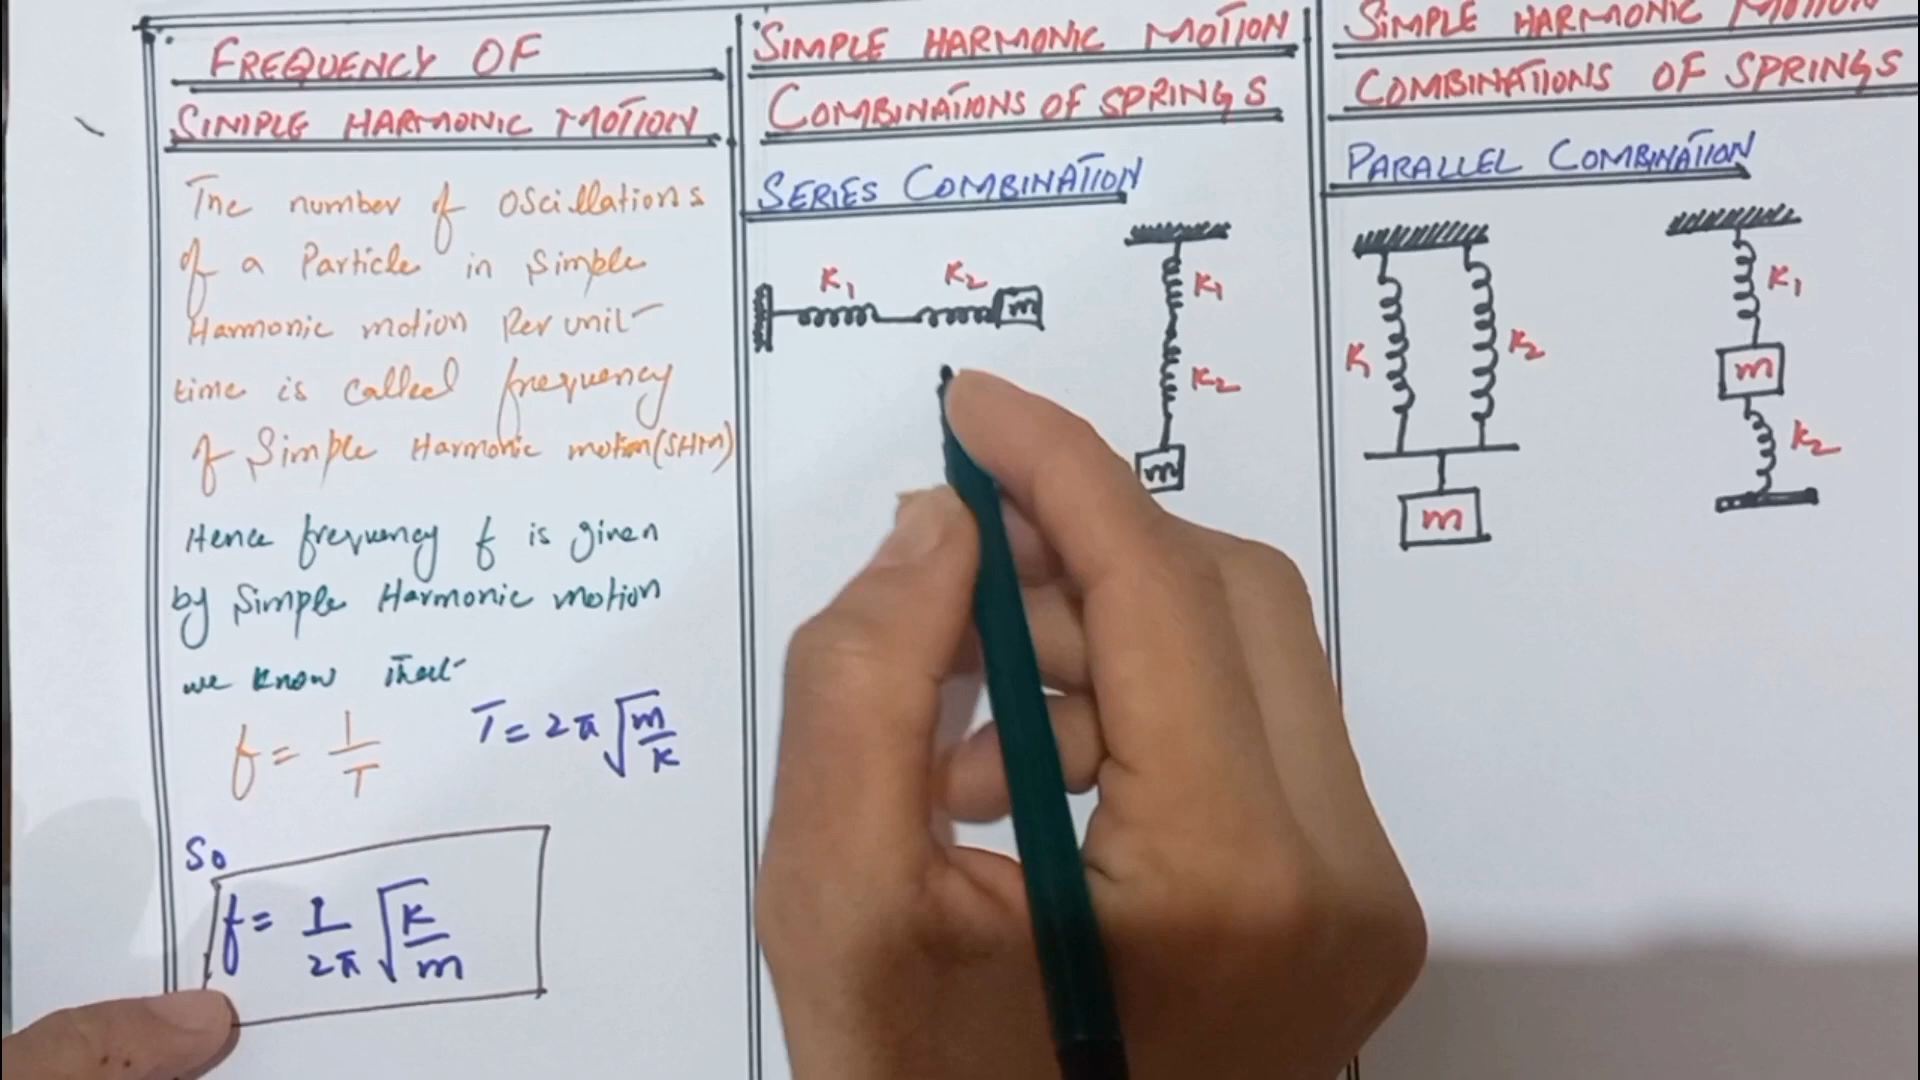 FREQUENCY OF
SIMPLE HARMONIC MOTION
The number of oscillations
of a Particle in simple
Harmonic motion Per unit
time is called frequency
of Simple Harmonic motion(SHM)
Hence frequency f is given
by Simple Harmonic motion
we know that
f = 1/T T = 2π√(m/K)
So
f = 1/2π √(K/m)
SIMPLE HARMONIC MOTION
COMBINATIONS OF SPRINGS
SERIES COMBINATION
K1 K2 m
K1
K2
m
SIMPLE HARMONIC MOTION
COMBINATIONS OF SPRINGS
PARALLEL COMBINATION
K K2
m
K1
m
K2